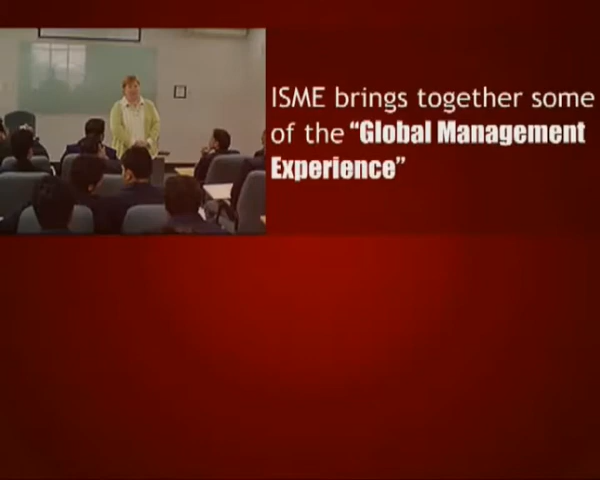 ISME brings together some
of the “Global Management
Experience”